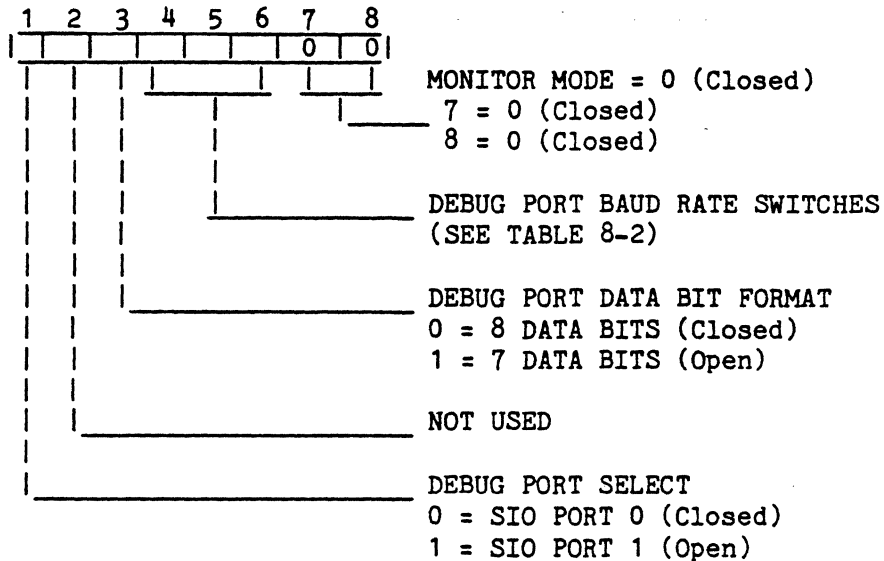 1 2 3 4 5 6 7 8
0 0
MONITOR MODE = 0 (Closed)
7 = 0 (Closed)
8 = 0 (Closed)
DEBUG PORT BAUD RATE SWITCHES
(SEE TABLE 8-2)
DEBUG PORT DATA BIT FORMAT
0 = 8 DATA BITS (Closed)
1 = 7 DATA BITS (Open)
NOT USED
DEBUG PORT SELECT
0 = SIO PORT 0 (Closed)
1 = SIO PORT 1 (Open)